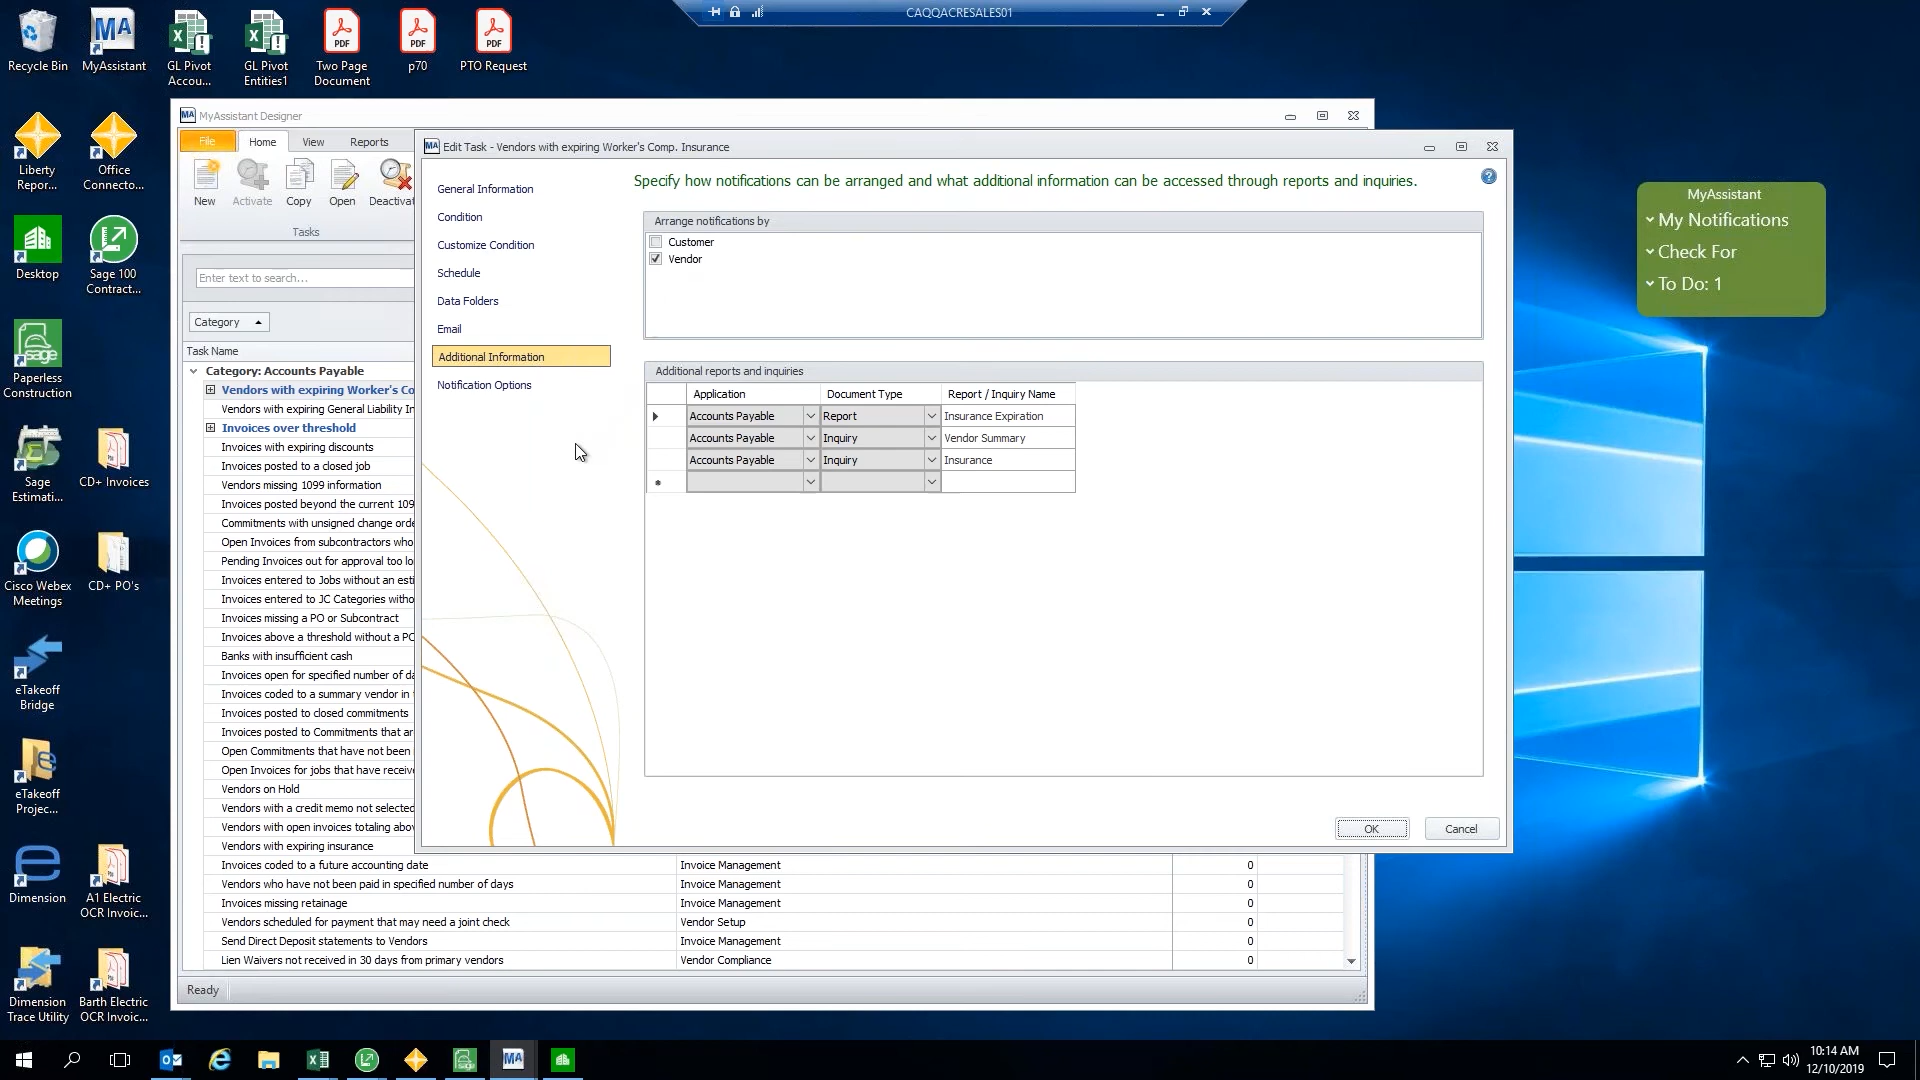 CAQQACRESALES01
Recycle Bin
MyAssistant
GL Pivot
Accou...
GL Pivot
Entities1
Two Page
Document
p70
PTO Request
Liberty
Repor...
Office
Connecto...
Desktop
Sage 100
Contract...
Paperless
Construction
Sage
Estimati...
CD+ Invoices
Cisco Webex
Meetings
CD+ PO's
eTakeoff
Bridge
eTakeoff
Projec...
Dimension
A1 Electric
OCR Invoic...
Dimension
Trace Utility
Barth Electric
OCR Invoic...
MyAssistant Designer
File Home View Reports
New Activate Copy Open Deactivat
Tasks
Enter text to search...
Category
Task Name
Category: Accounts Payable
Vendors with expiring Worker's Co
Vendors with expiring General Liability In
Invoices over threshold
Invoices with expiring discounts
Invoices posted to a closed job
Vendors missing 1099 information
Invoices posted beyond the current 109
Commitments with unsigned change orde
Open Invoices from subcontractors who
Pending Invoices out for approval too lo
Invoices entered to Jobs without an esti
Invoices entered to JC Categories witho
Invoices missing a PO or Subcontract
Invoices above a threshold without a PC
Banks with insufficient cash
Invoices open for specified number of da
Invoices coded to a summary vendor in
Invoices posted to closed commitments
Invoices posted to Commitments that ar
Open Commitments that have not been
Open Invoices for jobs that have receive
Vendors on Hold
Vendors with a credit memo not selected
Vendors with open invoices totaling abov
Vendors with expiring insurance
Invoices coded to a future accounting date Invoice Management 0
Vendors who have not been paid in specified number of days Invoice Management 0
Invoices missing retainage Invoice Management 0
Vendors scheduled for payment that may need a joint check Vendor Setup 0
Send Direct Deposit statements to Vendors Invoice Management 0
Lien Waivers not received in 30 days from primary vendors Vendor Compliance 0
Ready
Edit Task - Vendors with expiring Worker's Comp. Insurance
General Information
Condition
Customize Condition
Schedule
Data Folders
Email
Additional Information
Notification Options
Specify how notifications can be arranged and what additional information can be accessed through reports and inquiries.
Arrange notifications by
Customer
Vendor
Additional reports and inquiries
Application Document Type Report / Inquiry Name
Accounts Payable Report Insurance Expiration
Accounts Payable Inquiry Vendor Summary
Accounts Payable Inquiry Insurance
OK Cancel
MyAssistant
My Notifications
Check For
To Do: 1
10:14 AM
12/10/2019